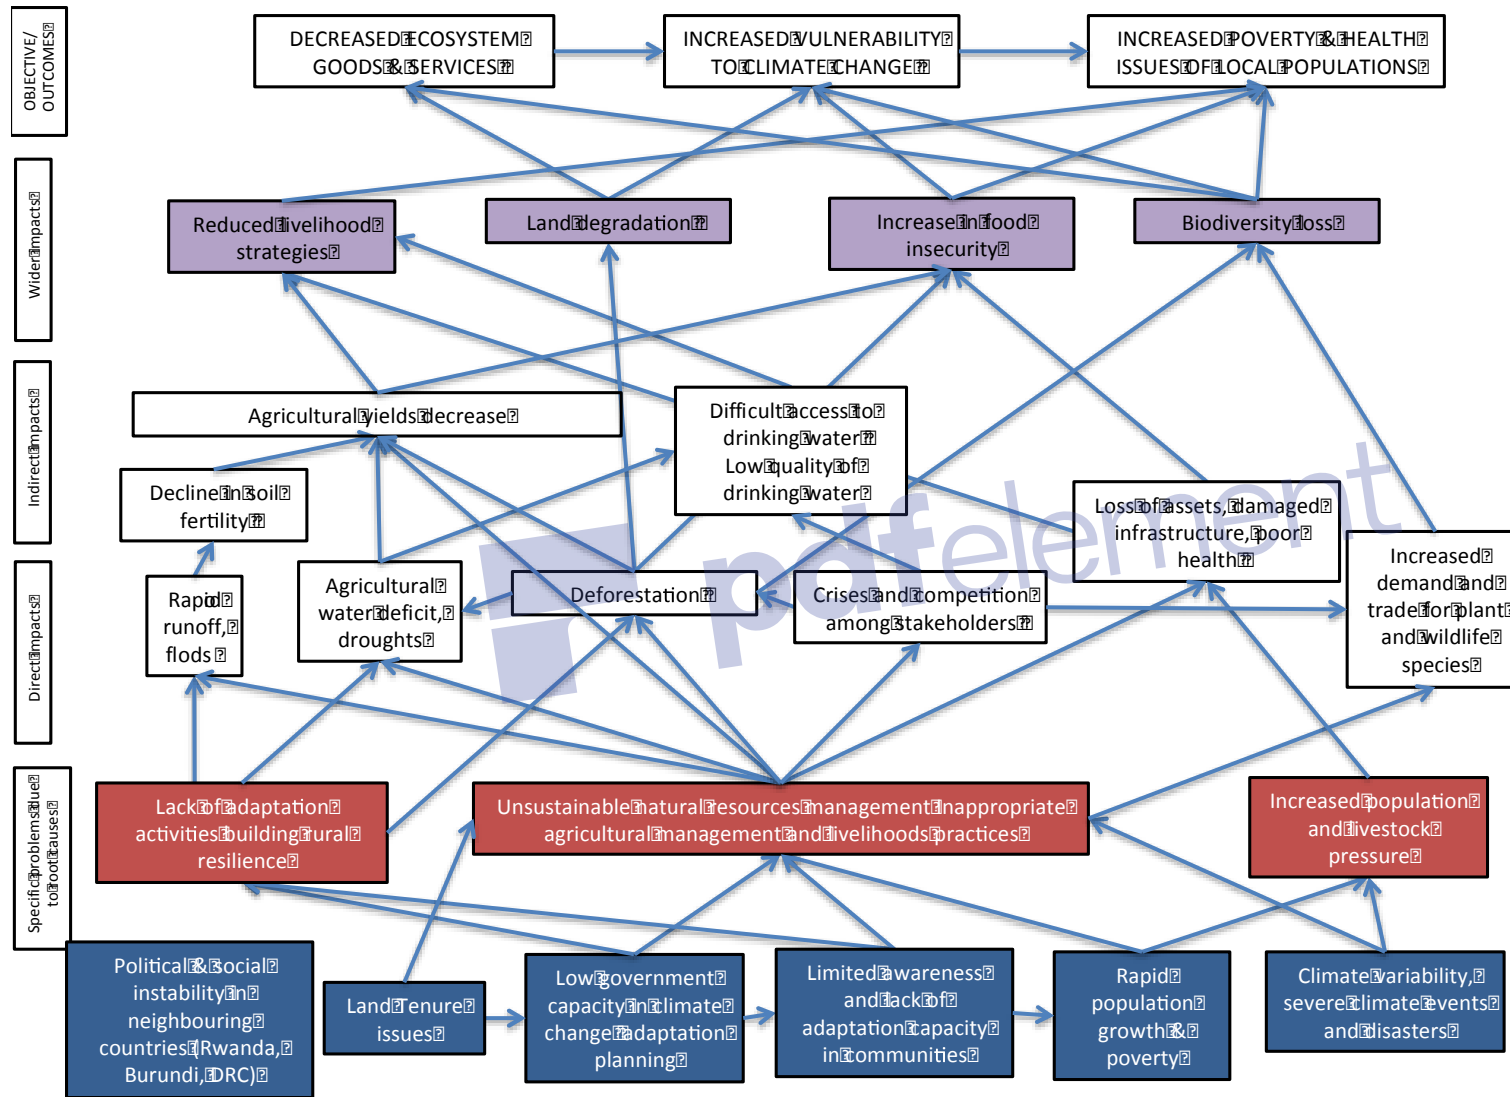 OBJECTIVE/
OUTCOMES
DECREASED ECOSYSTEM
GOODS & SERVICES
INCREASED VULNERABILITY
TO CLIMATE CHANGE
INCREASED POVERTY & HEALTH
ISSUES OF LOCAL POPULATIONS
Wider Impacts
Reduced livelihood
strategies
Land degradation
Increase in food
insecurity
Biodiversity loss
Indirect Impacts
Agricultural yields decrease
Difficult access to
drinking water
Low quality of
drinking water
Decline in soil
fertility
Loss of assets, damaged
infrastructure, poor
health
pdfelement
Direct Impacts
Rapid
runoff,
flods
Agricultural
water deficit,
droughts
Deforestation
Crises and competition
among stakeholders
Increased
demand and
trade for plant
and wildlife
species
Specific problems due
to root causes
Lack of adaptation
activities building rural
resilience
Unsustainable natural resources management Inappropriate
agricultural management and livelihoods practices
Increased population
and livestock
pressure
Political & social
instability in
neighbouring
countries (Rwanda,
Burundi, DRC)
Land Tenure
issues
Low government
capacity in climate
change adaptation
planning
Limited awareness
and lack of
adaptation capacity
in communities
Rapid
population
growth &
poverty
Climate variability,
severe climate events
and disasters